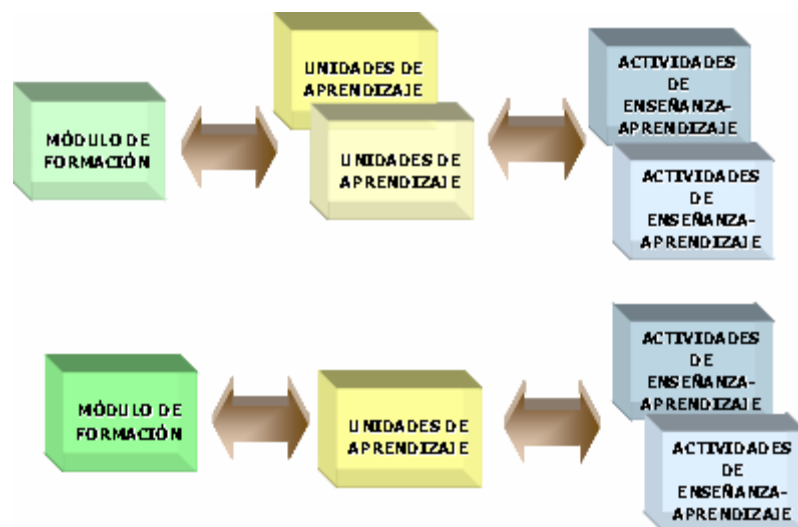 MÓDULO DE
FORMACIÓN
UNIDADES DE
APRENDIZAJE
UNIDADES DE
APRENDIZAJE
ACTIVIDADES
DE
ENSEÑANZA-
APRENDIZAJE
ACTIVIDADES
DE
ENSEÑANZA-
APRENDIZAJE
MÓDULO DE
FORMACIÓN
UNIDADES DE
APRENDIZAJE
ACTIVIDADES
DE
ENSEÑANZA-
APRENDIZAJE
ACTIVIDADES
DE
ENSEÑANZA-
APRENDIZAJE